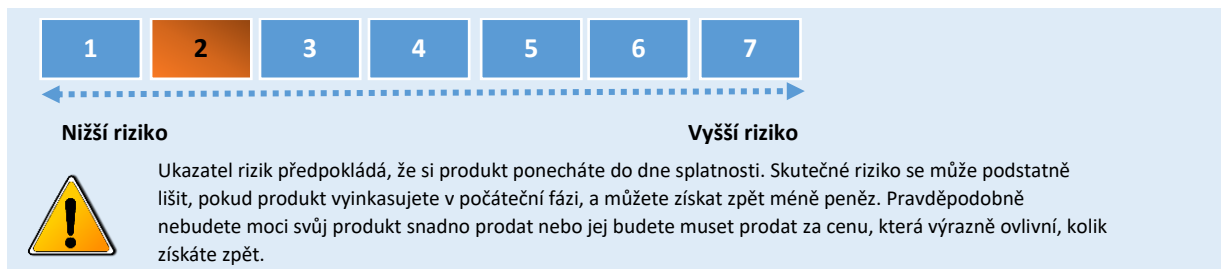 1 2 3 4 5 6 7
Nižší riziko Vyšší riziko
Ukazatel rizik předpokládá, že si produkt ponecháte do dne splatnosti. Skutečné riziko se může podstatně
lišit, pokud produkt vyinkasujete v počáteční fázi, a můžete získat zpět méně peněz. Pravděpodobně
nebudete moci svůj produkt snadno prodat nebo jej budete muset prodat za cenu, která výrazně ovlivní, kolik
získáte zpět.